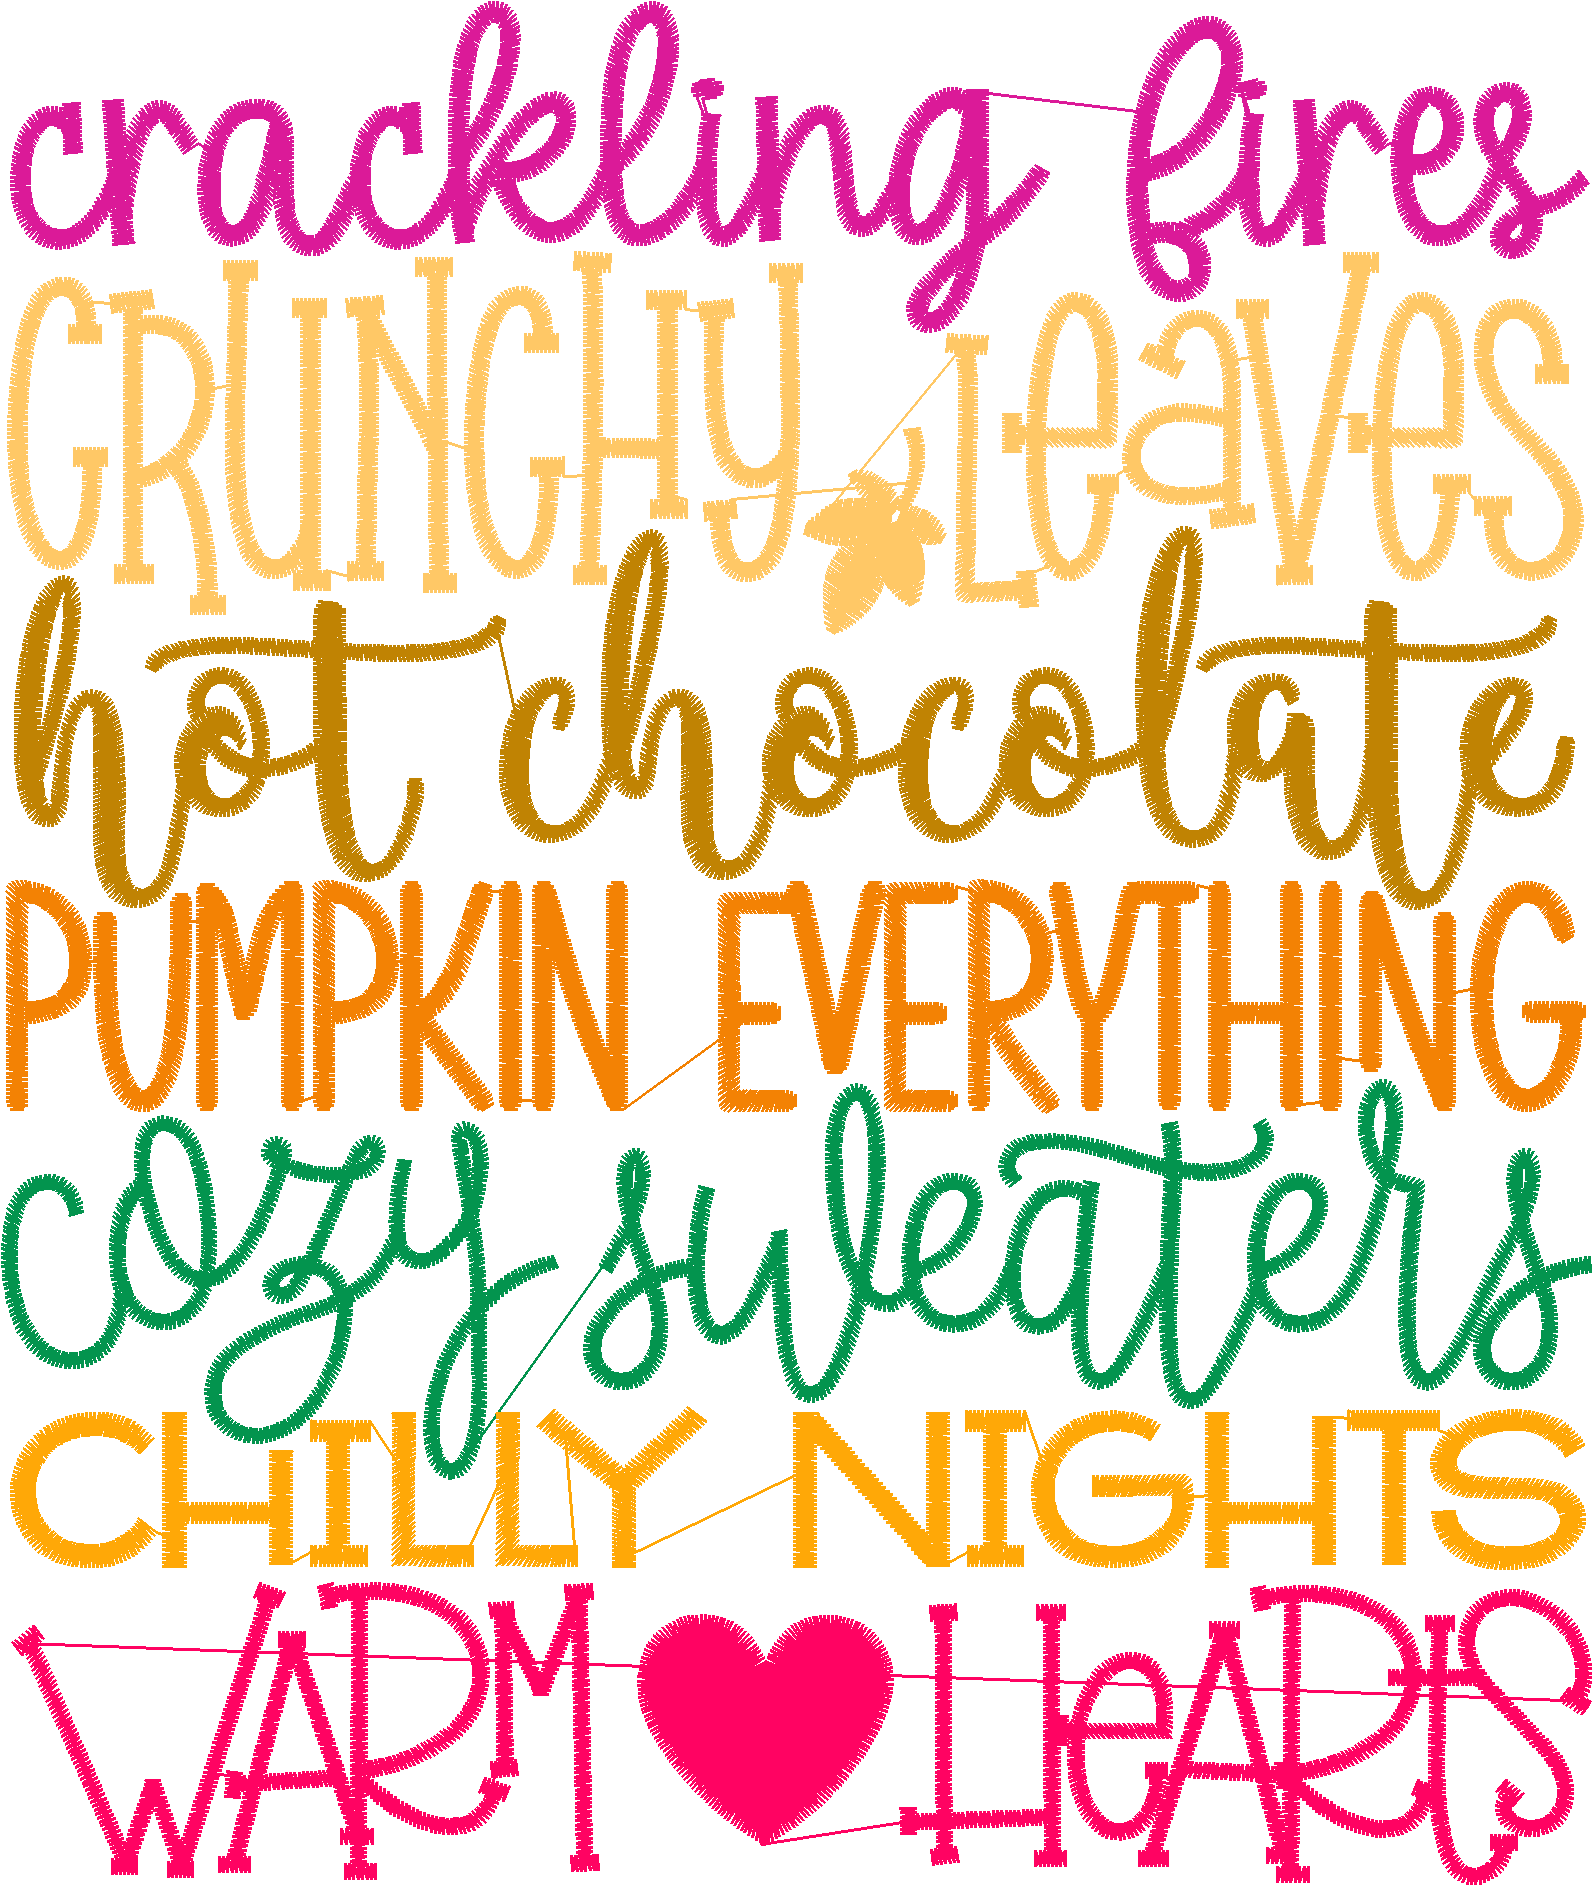 crackling fires
CRUNCHY LeaVeS
hot chocolate
PUMPKIN EVERYTHING
cozy sweaters
CHILLY NIGHTS
WARM HeARTS